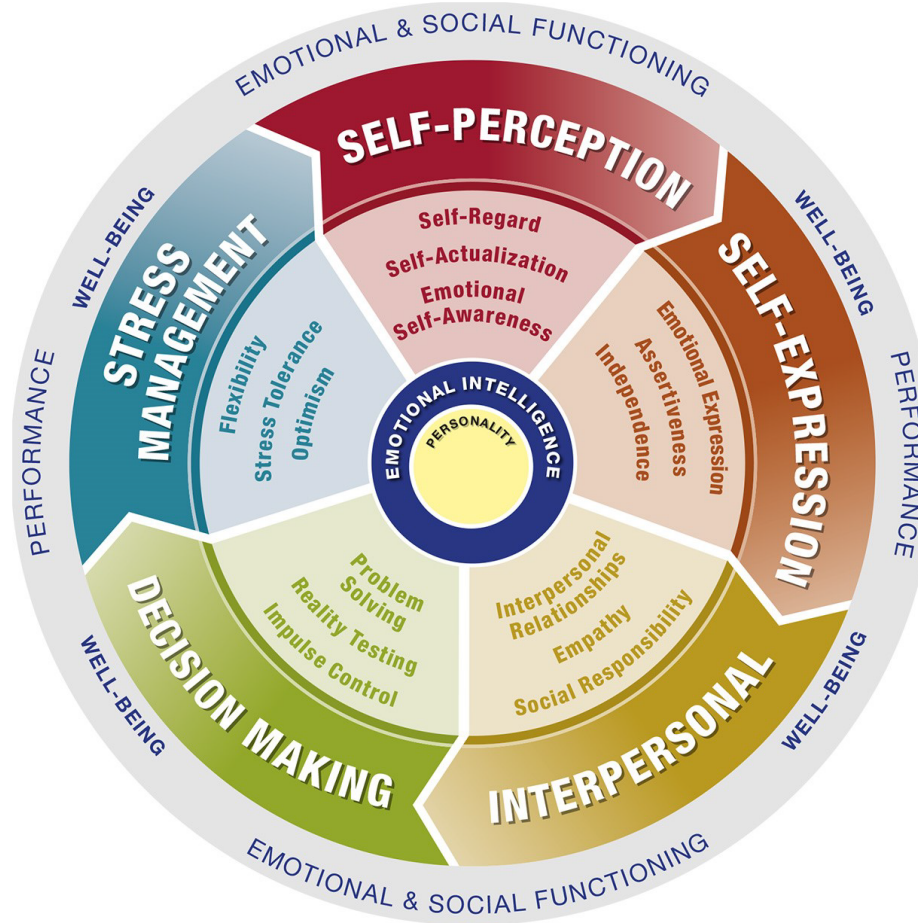 EMOTIONAL & SOCIAL FUNCTIONING
WELL-BEING
WELL-BEING
PERFORMANCE
PERFORMANCE
SELF-PERCEPTION
Self-Regard
Self-Actualization
Emotional
Self-Awareness
SELF-EXPRESSION
Emotional Expression
Assertiveness
Independence
INTERPERSONAL
Interpersonal
Relationships
Empathy
Social Responsibility
DECISION MAKING
Problem
Solving
Reality Testing
Impulse Control
STRESS
MANAGEMENT
Flexibility
Stress Tolerance
Optimism
EMOTIONAL INTELLIGENCE
PERSONALITY
WELL-BEING
WELL-BEING
EMOTIONAL & SOCIAL FUNCTIONING